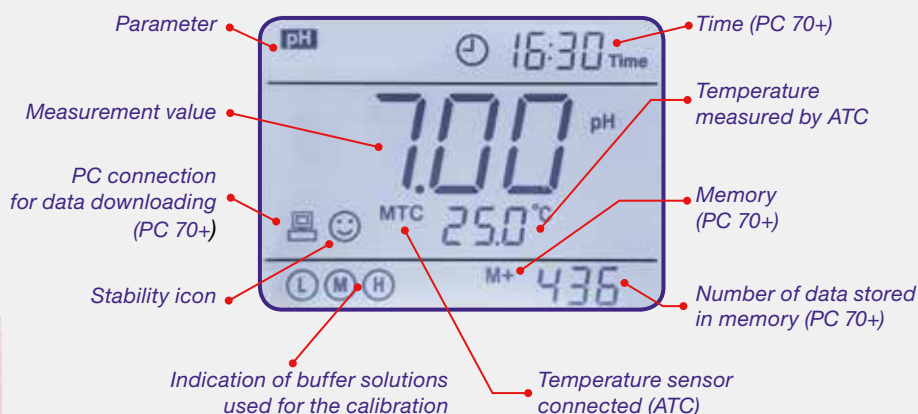 Parameter
pH
16:30 Time
Time (PC 70+)
Measurement value
7.00 pH
Temperature
measured by ATC
PC connection
for data downloading
(PC 70+)
MTC 25.0 °C
Memory
(PC 70+)
Stability icon
L M H
M+ 436
Number of data stored
in memory (PC 70+)
Indication of buffer solutions
used for the calibration
Temperature sensor
connected (ATC)